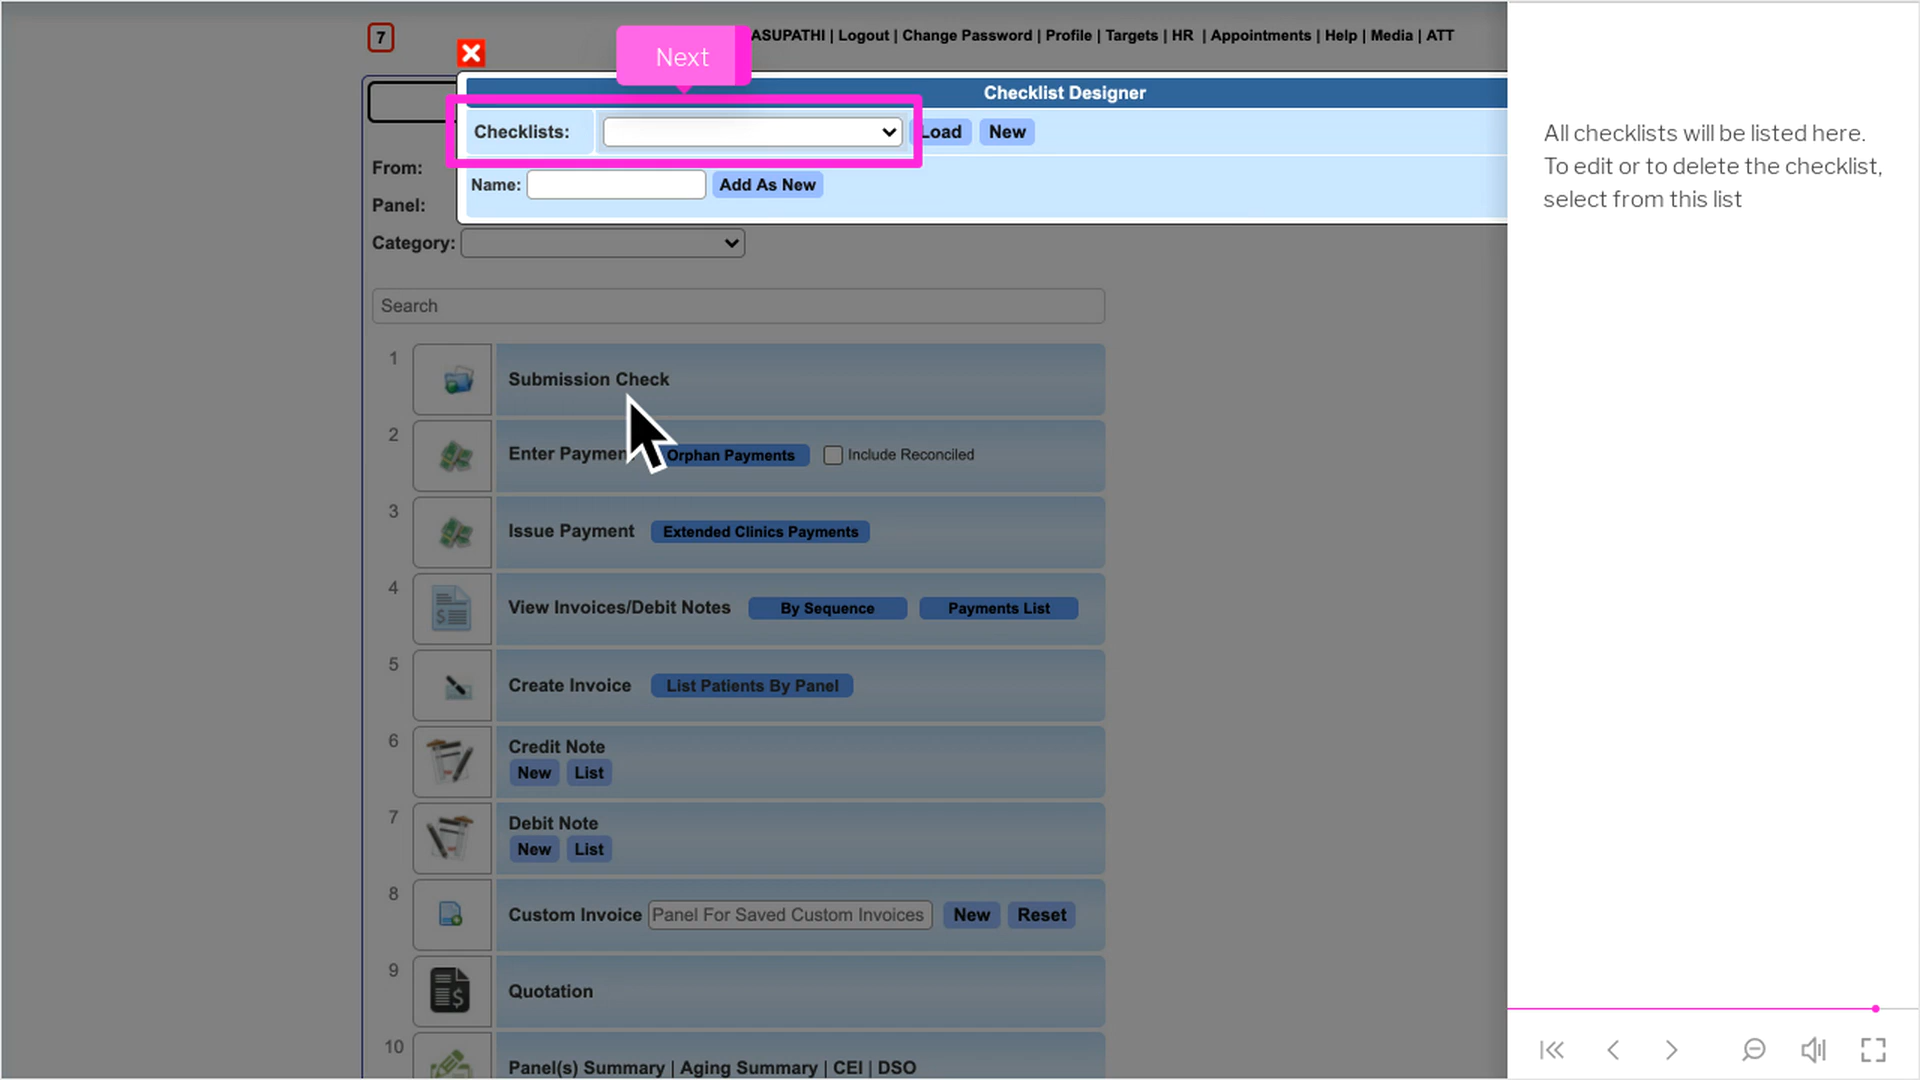 7
ASUPATHI | Logout | Change Password | Profile | Targets | HR | Appointments | Help | Media | ATT
Next
Checklist Designer
Checklists:
Load
New
Name:
Add As New
From:
Panel:
Category:
Search
1
Submission Check
2
Enter Paymen
Orphan Payments
Include Reconciled
3
Issue Payment
Extended Clinics Payments
4
View Invoices/Debit Notes
By Sequence
Payments List
5
Create Invoice
List Patients By Panel
6
Credit Note
New
List
7
Debit Note
New
List
8
Custom Invoice
Panel For Saved Custom Invoices
New
Reset
9
Quotation
10
Panel(s) Summary | Aging Summary | CEI | DSO
All checklists will be listed here.
To edit or to delete the checklist,
select from this list